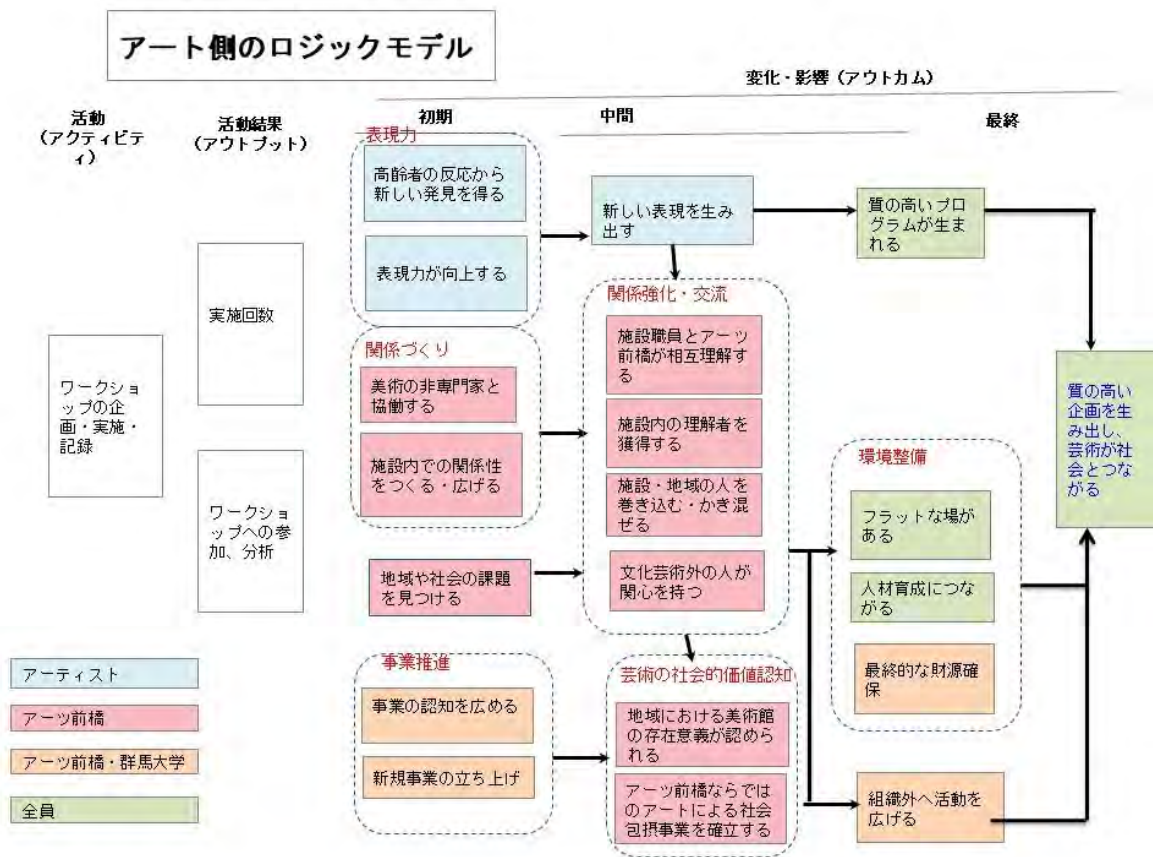 アート側のロジックモデル
変化・影響（アウトカム）
活動
（アクティビテ
ィ）
活動結果
（アウトプット）
初期
中間
最終
表現力
高齢者の反応から
新しい発見を得る
表現力が向上する
新しい表現を生み
出す
質の高いプロ
グラムが生ま
れる
実施回数
ワークショ
ップの企
画・実施・
記録
ワークショ
ップへの参
加、分析
関係づくり
美術の非専門家と
協働する
施設内での関係性
をつくる・広げる
地域や社会の課題
を見つける
関係強化・交流
施設職員とアーツ
前橋が相互理解す
る
施設内の理解者を
獲得する
施設・地域の人を
巻き込む・かき混
ぜる
文化芸術外の人が
関心を持つ
環境整備
フラットな場が
ある
人材育成につな
がる
最終的な財源確
保
質の高い
企画を生
み出し、
芸術が社
会とつな
がる
事業推進
事業の認知を広める
新規事業の立ち上げ
芸術の社会的価値認知
地域における美術館
の存在意義が認めら
れる
アーツ前橋ならでは
のアートによる社会
包摂事業を確立する
組織外へ活動を
広げる
アーティスト
アーツ前橋
アーツ前橋・群馬大学
全員